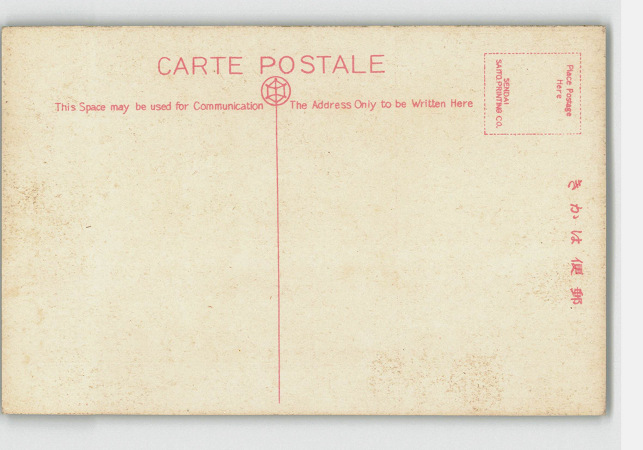 CARTE POSTALE
This Space may be used for Communication
The Address Only to be Written Here
Place Postage
Here
SENDAI
SAITO PRINTING CO.
きかは便郵